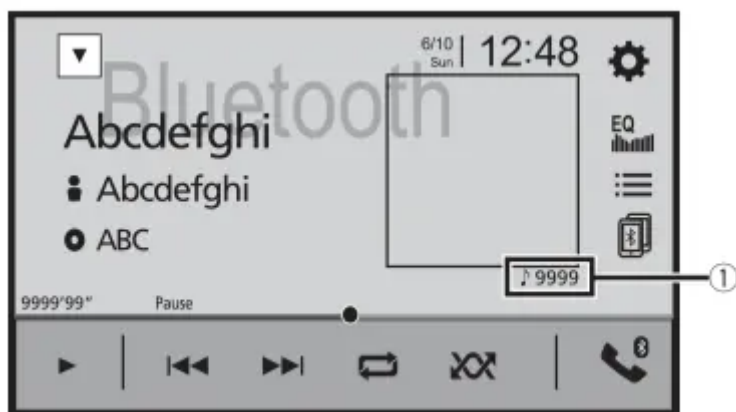 ▼
6/10
Sun
12:48
Bluetooth
Abcdefghi
Abcdefghi
ABC
EQ
♪ 9999
①
9999'99"
Pause